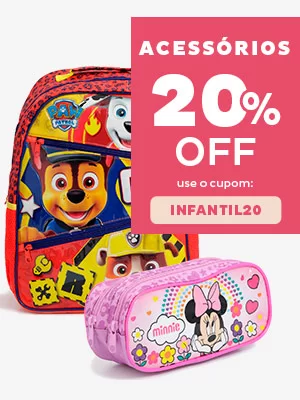 ACESSÓRIOS
20%
OFF
use o cupom:
INFANTIL20
PAW
PATROL
minnie